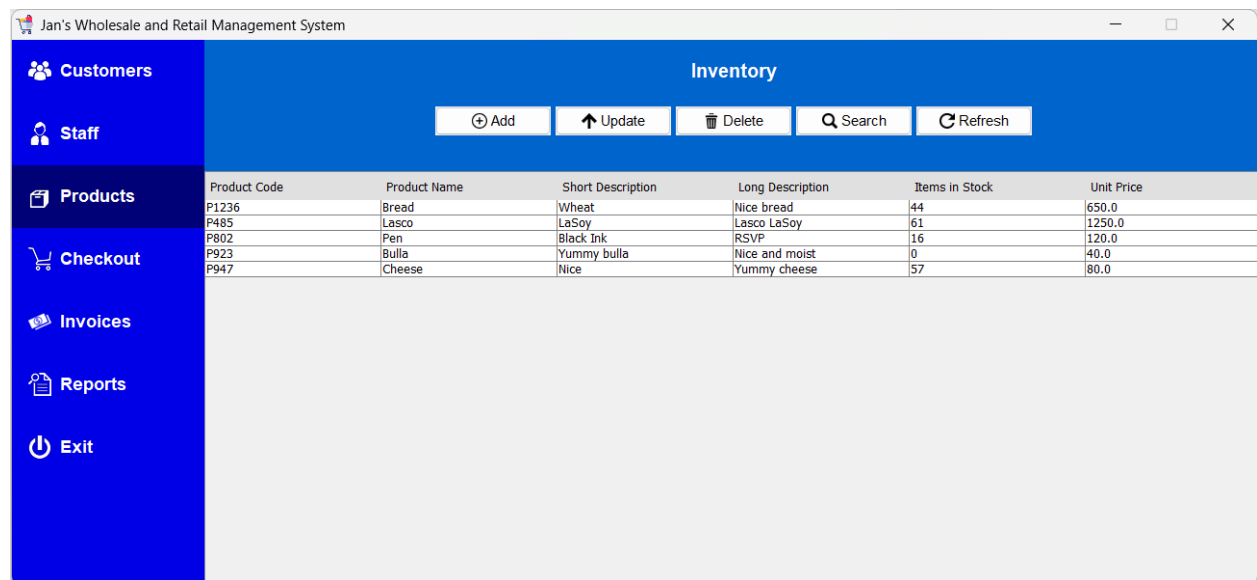 Jan's Wholesale and Retail Management System
Customers
Staff
Products
Checkout
Invoices
Reports
Exit
Inventory
Add Update Delete Search Refresh
Product Code Product Name Short Description Long Description Items in Stock Unit Price
P1236 Bread Wheat Nice bread 44 650.0
P485 Lasco LaSoy Lasco LaSoy 61 1250.0
P802 Pen Black Ink RSVP 16 120.0
P923 Bulla Yummy bulla Nice and moist 0 40.0
P947 Cheese Nice Yummy cheese 57 80.0